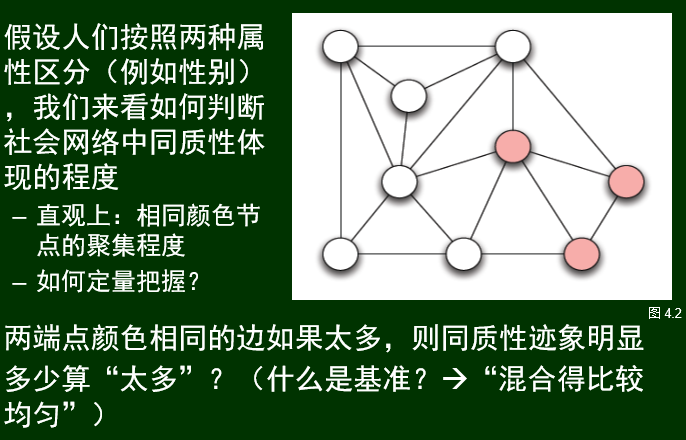 假设人们按照两种属
性区分（例如性别）
，我们来看如何判断
社会网络中同质性体
现的程度
– 直观上：相同颜色节
点的聚集程度
– 如何定量把握？
图 4.2
两端点颜色相同的边如果太多，则同质性迹象明显
多少算“太多”？（什么是基准？→“混合得比较
均匀”）